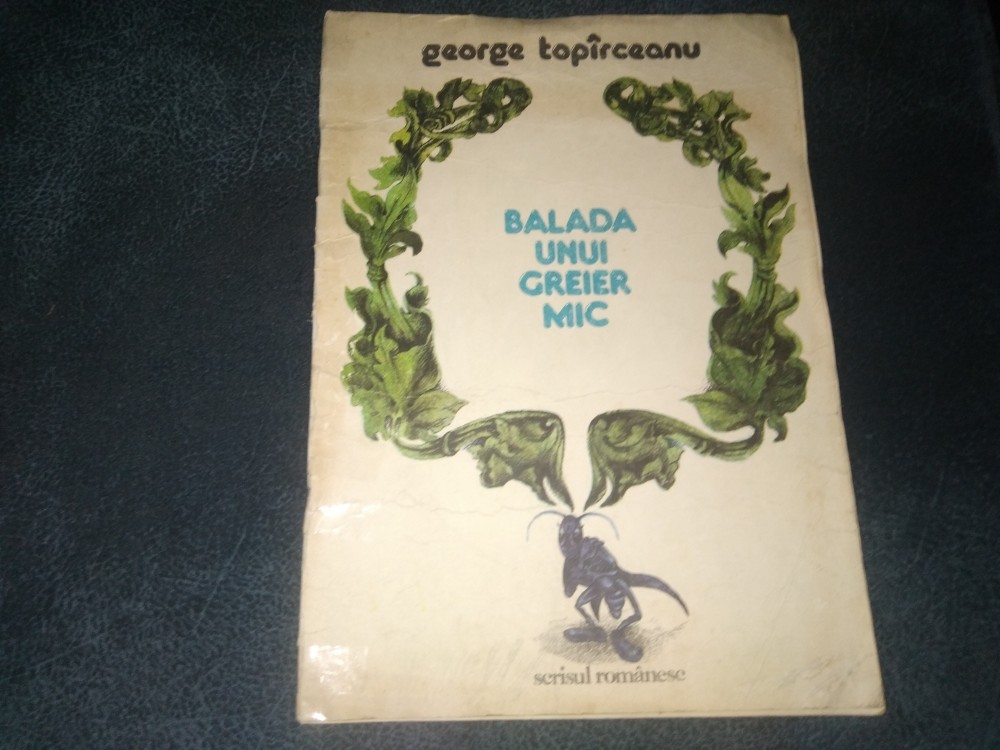 george topîrceanu
BALADA
UNUI
GREIER
MIC
scrisul românesc